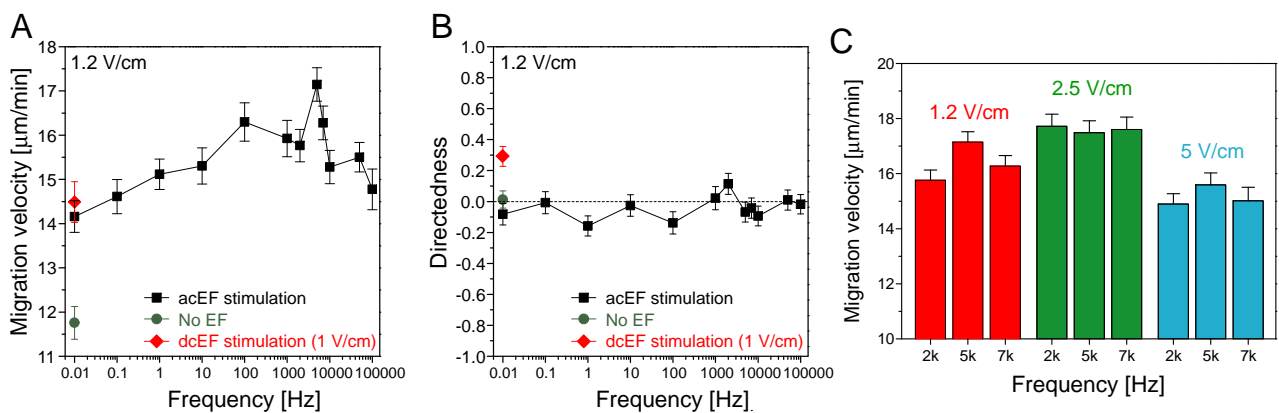 A
1.2 V/cm
Migration velocity [µm/min]
18
17
16
15
14
13
12
11
acEF stimulation
No EF
dcEF stimulation (1 V/cm)
0.01 0.1 1 10 100 1000 10000 100000
Frequency [Hz]
B
1.2 V/cm
Directedness
1.0
0.8
0.6
0.4
0.2
0.0
-0.2
-0.4
-0.6
-0.8
-1.0
acEF stimulation
No EF
dcEF stimulation (1 V/cm)
0.01 0.1 1 10 100 1000 10000 100000
Frequency [Hz].
C
Migration velocity [µm/min]
20
18
16
14
12
10
1.2 V/cm
2.5 V/cm
5 V/cm
2k 5k 7k 2k 5k 7k 2k 5k 7k
Frequency [Hz]